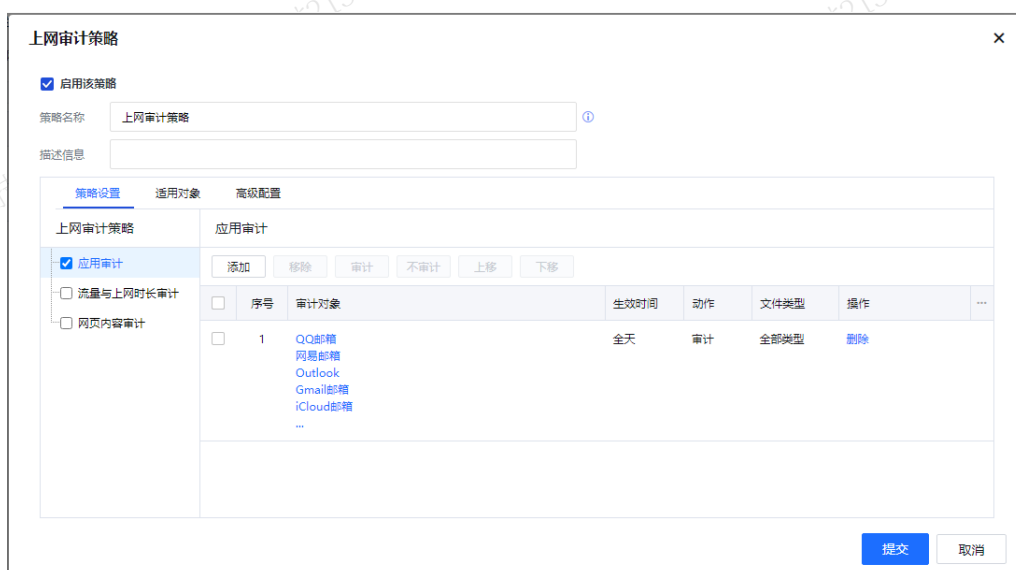 上网审计策略
启用该策略
策略名称 上网审计策略
描述信息
策略设置 适用对象 高级配置
上网审计策略 应用审计
应用审计 添加 移除 审计 不审计 上移 下移
流量与上网时长审计 序号 审计对象 生效时间 动作 文件类型 操作 ...
网页内容审计
1 QQ邮箱 全天 审计 全部类型 删除
网易邮箱
Outlook
Gmail邮箱
iCloud邮箱
...
提交 取消